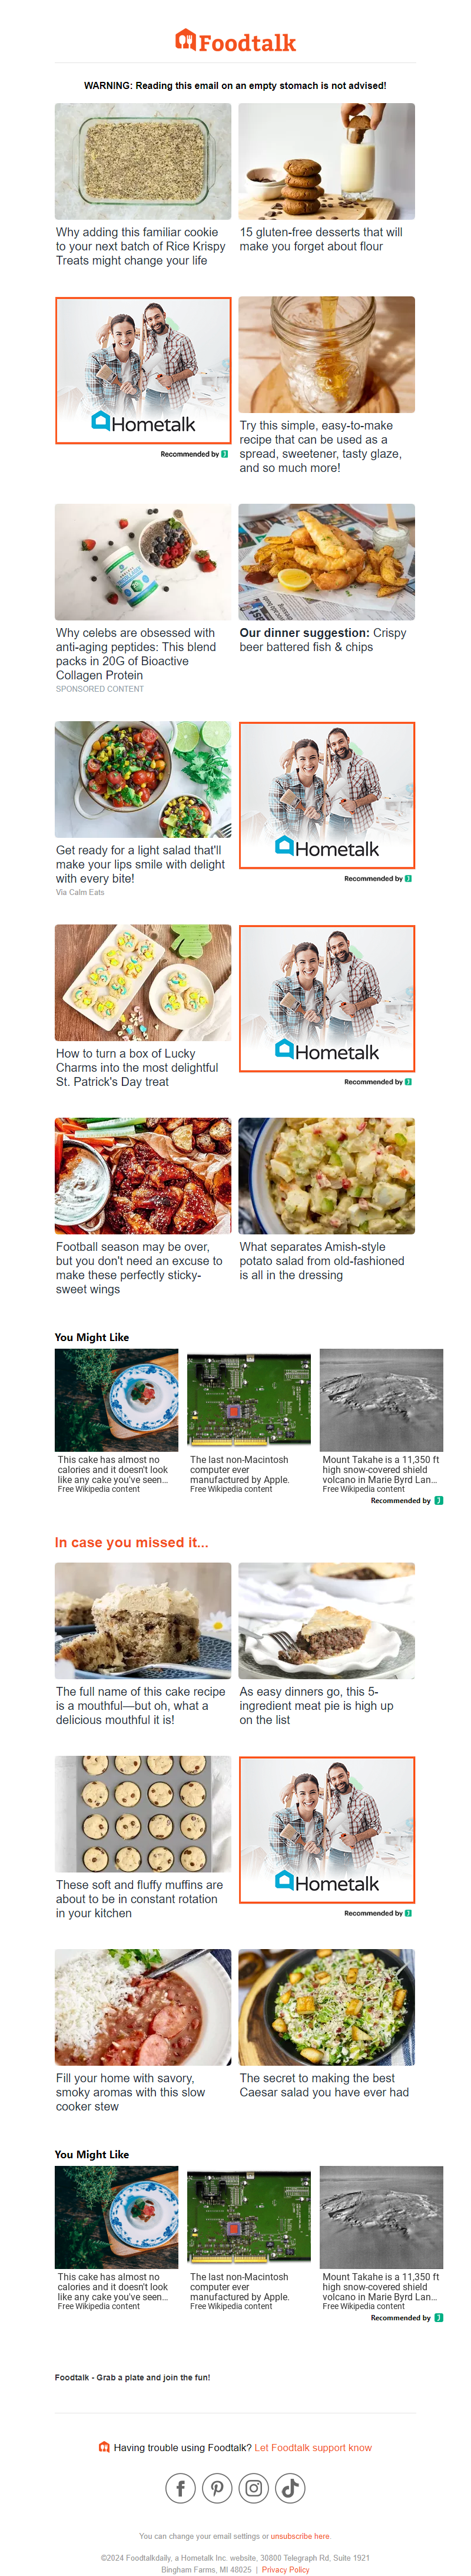 Foodtalk
WARNING: Reading this email on an empty stomach is not advised!
Why adding this familiar cookie
to your next batch of Rice Krispy
Treats might change your life
15 gluten-free desserts that will
make you forget about flour
Hometalk
Recommended by
Try this simple, easy-to-make
recipe that can be used as a
spread, sweetener, tasty glaze,
and so much more!
Why celebs are obsessed with
anti-aging peptides: This blend
packs in 20G of Bioactive
Collagen Protein
SPONSORED CONTENT
Our dinner suggestion: Crispy
beer battered fish & chips
Get ready for a light salad that'll
make your lips smile with delight
with every bite!
Via Calm Eats
Hometalk
Recommended by
How to turn a box of Lucky
Charms into the most delightful
St. Patrick's Day treat
Hometalk
Recommended by
Football season may be over,
but you don't need an excuse to
make these perfectly sticky-
sweet wings
What separates Amish-style
potato salad from old-fashioned
is all in the dressing
You Might Like
This cake has almost no
calories and it doesn't look
like any cake you've seen...
Free Wikipedia content
The last non-Macintosh
computer ever
manufactured by Apple.
Free Wikipedia content
Mount Takahe is a 11,350 ft
high snow-covered shield
volcano in Marie Byrd Lan...
Free Wikipedia content
Recommended by
In case you missed it...
The full name of this cake recipe
is a mouthful—but oh, what a
delicious mouthful it is!
As easy dinners go, this 5-
ingredient meat pie is high up
on the list
These soft and fluffy muffins are
about to be in constant rotation
in your kitchen
Hometalk
Recommended by
Fill your home with savory,
smoky aromas with this slow
cooker stew
The secret to making the best
Caesar salad you have ever had
You Might Like
This cake has almost no
calories and it doesn't look
like any cake you've seen...
Free Wikipedia content
The last non-Macintosh
computer ever
manufactured by Apple.
Free Wikipedia content
Mount Takahe is a 11,350 ft
high snow-covered shield
volcano in Marie Byrd Lan...
Free Wikipedia content
Recommended by
Foodtalk - Grab a plate and join the fun!
Having trouble using Foodtalk? Let Foodtalk support know
You can change your email settings or unsubscribe here.
©2024 Foodtalkdaily, a Hometalk Inc. website, 30800 Telegraph Rd, Suite 1921
Bingham Farms, MI 48025 | Privacy Policy